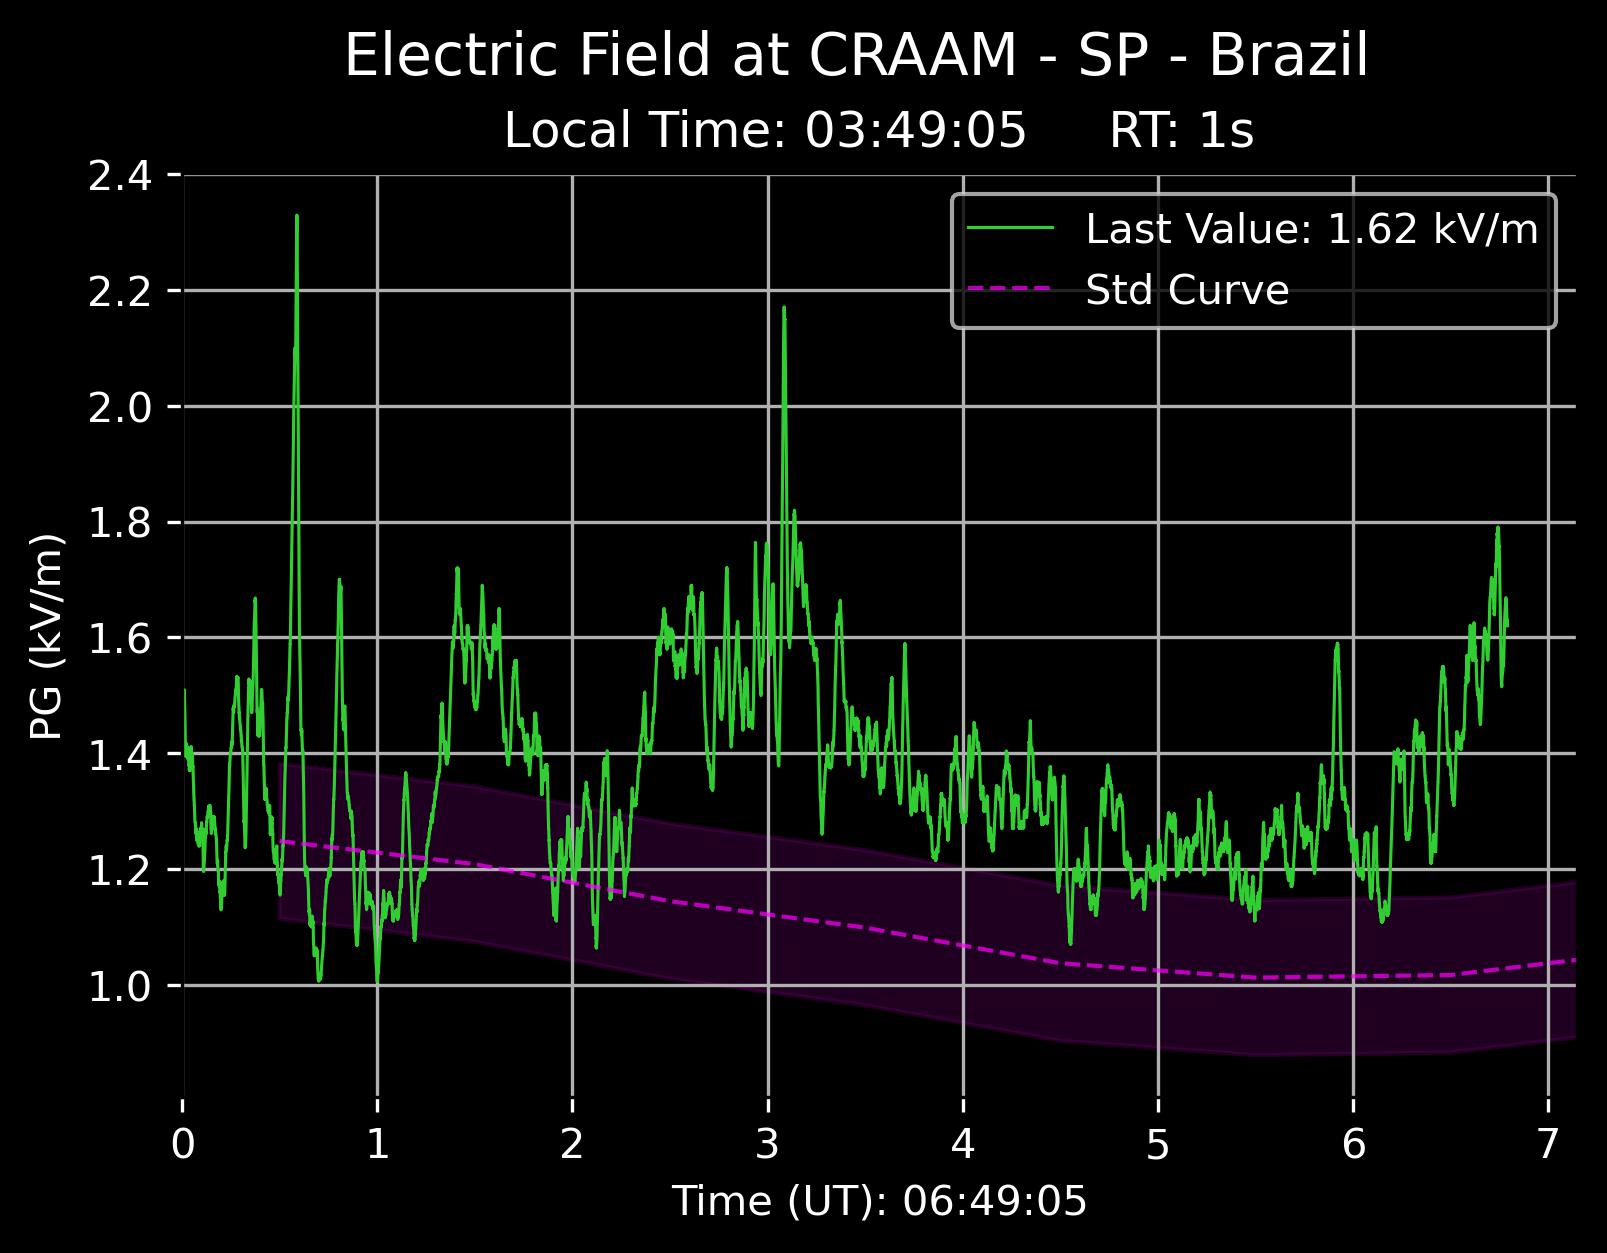 Electric Field at CRAAM - SP - Brazil
Local Time: 03:49:05 RT: 1s
Last Value: 1.62 kV/m
Std Curve
PG (kV/m)
2.4
2.2
2.0
1.8
1.6
1.4
1.2
1.0
0 1 2 3 4 5 6 7
Time (UT): 06:49:05